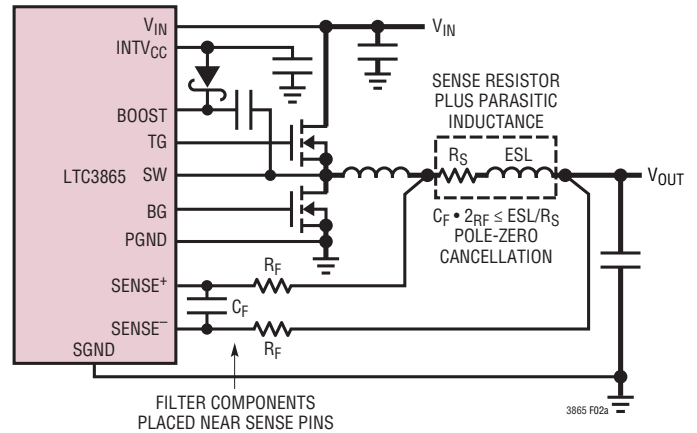 VIN
VIN
INTVCC
SENSE RESISTOR
PLUS PARASITIC
INDUCTANCE
BOOST
TG
RS
ESL
LTC3865
SW
VOUT
BG
CF • 2RF ≤ ESL/RS
POLE-ZERO
CANCELLATION
PGND
RF
SENSE+
CF
SENSE–
RF
SGND
FILTER COMPONENTS
PLACED NEAR SENSE PINS
3865 F02a